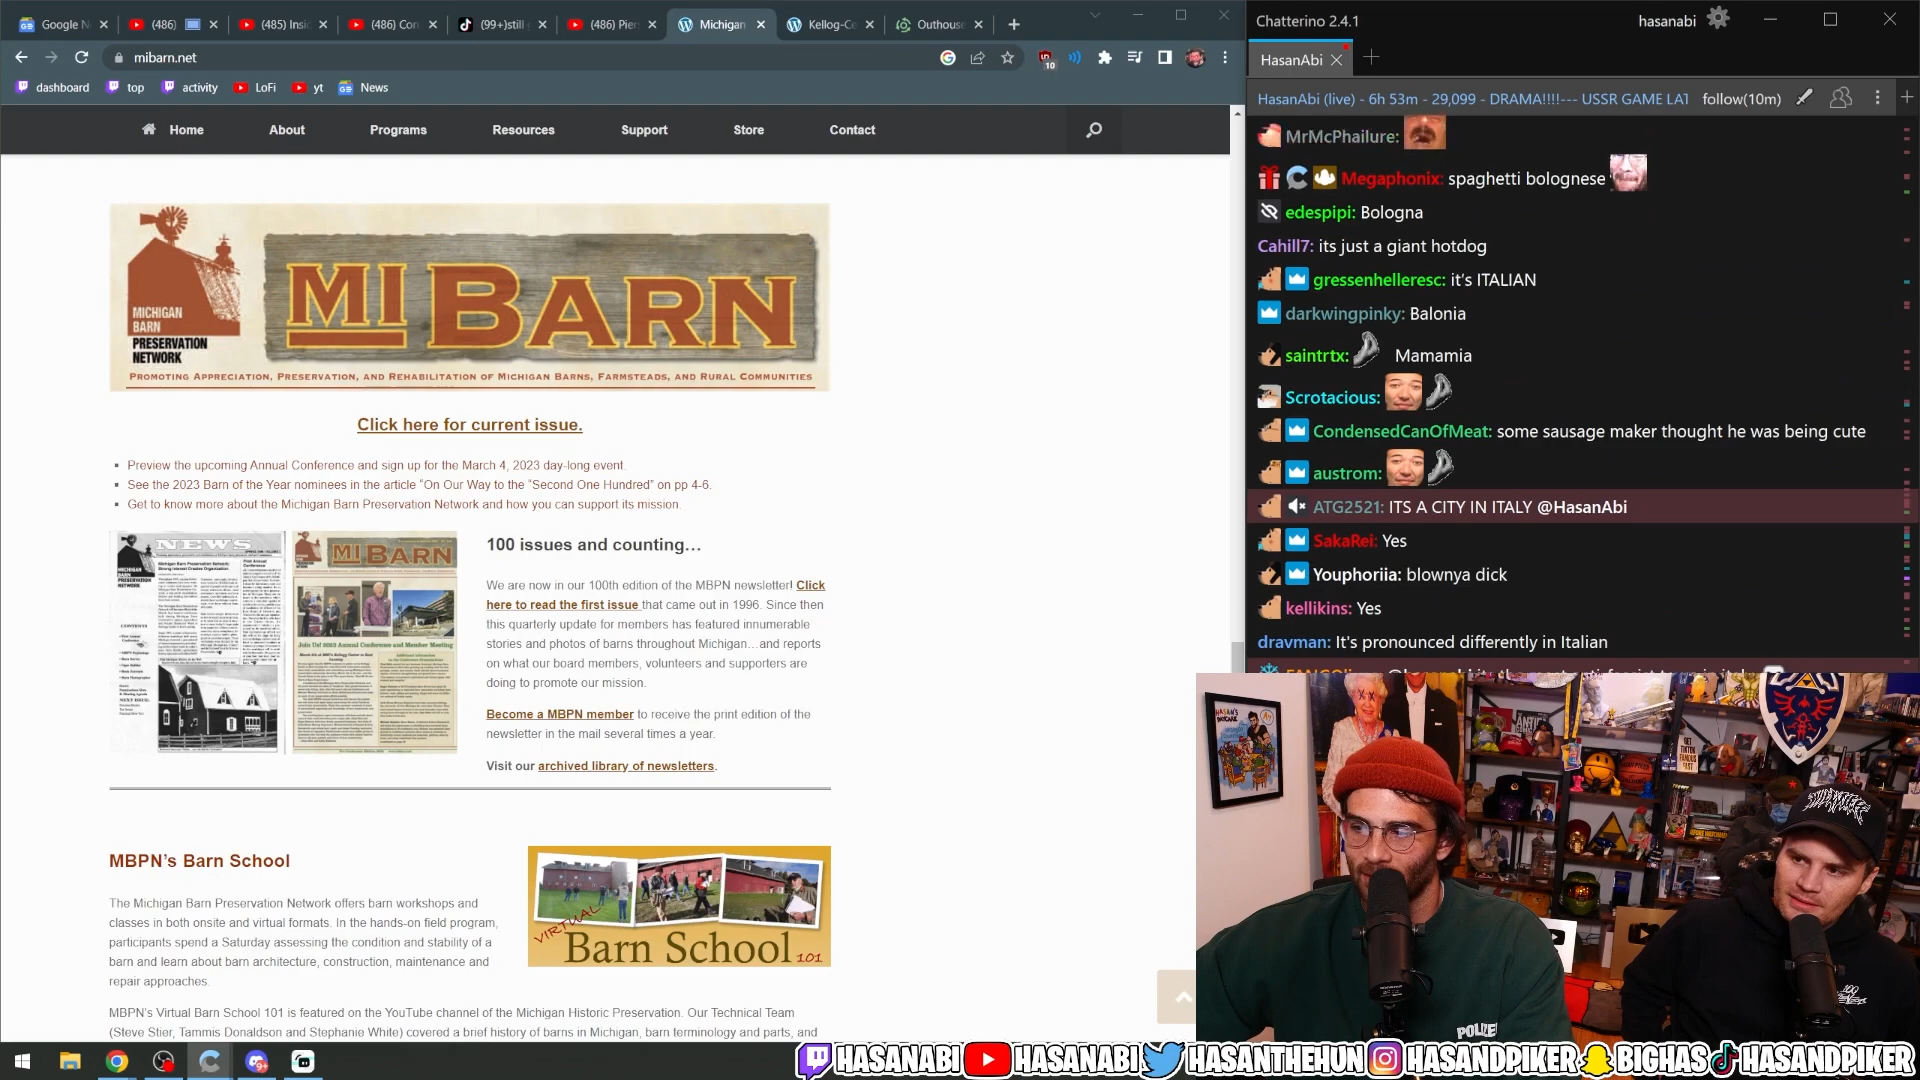 Google N
(486)
(485) Insi
(486) Con
(99+)still
(486) Pier
Michigan
Kellog-Ce
Outhouse
mibarn.net
10
dashboard
top
activity
LoFi
yt
News
Home
About
Programs
Resources
Support
Store
Contact
MICHIGAN
BARN
PRESERVATION
NETWORK
MI BARN
PROMOTING APPRECIATION, PRESERVATION, AND REHABILITATION OF MICHIGAN BARNS, FARMSTEADS, AND RURAL COMMUNITIES
Click here for current issue.
Preview the upcoming Annual Conference and sign up for the March 4, 2023 day-long event.
See the 2023 Barn of the Year nominees in the article “On Our Way to the “Second One Hundred” on pp 4-6.
Get to know more about the Michigan Barn Preservation Network and how you can support its mission.
NEWS
MI BARN
Join Us! 2023 Annual Conference and Member Meeting
100 issues and counting…
We are now in our 100th edition of the MBPN newsletter! Click
here to read the first issue that came out in 1996. Since then
this quarterly update for members has featured innumerable
stories and photos of barns throughout Michigan…and reports
on what our board members, volunteers and supporters are
doing to promote our mission.
Become a MBPN member to receive the print edition of the
newsletter in the mail several times a year.
Visit our archived library of newsletters.
MBPN’s Barn School
The Michigan Barn Preservation Network offers barn workshops and
classes in both onsite and virtual formats. In the hands-on field program,
participants spend a Saturday assessing the condition and stability of a
barn and learn about barn architecture, construction, maintenance and
repair approaches.
VIRTUAL
Barn School 101
MBPN’s Virtual Barn School 101 is featured on the YouTube channel of the Michigan Historic Preservation. Our Technical Team
(Steve Stier, Tammis Donaldson and Stephanie White) covered a brief history of barns in Michigan, barn terminology and parts, and
Chatterino 2.4.1
hasanabi
HasanAbi
HasanAbi (live) - 6h 53m - 29,099 - DRAMA!!!!--- USSR GAME LAT
follow(10m)
MrMcPhailure:
Megaphonix: spaghetti bolognese
edespipi: Bologna
Cahill7: its just a giant hotdog
gressenhelleresc: it’s ITALIAN
darkwingpinky: Balonia
saintrtx: Mamamia
Scrotacious:
CondensedCanOfMeat: some sausage maker thought he was being cute
austrom:
ATG2521: ITS A CITY IN ITALY @HasanAbi
SakaRei: Yes
Youphoriia: blownya dick
kellikins: Yes
dravman: It's pronounced differently in Italian
POLIZEI
HASANABI
HASANABI
HASANTHEHUN
HASANDPIKER
BIGHAS
HASANDPIKER